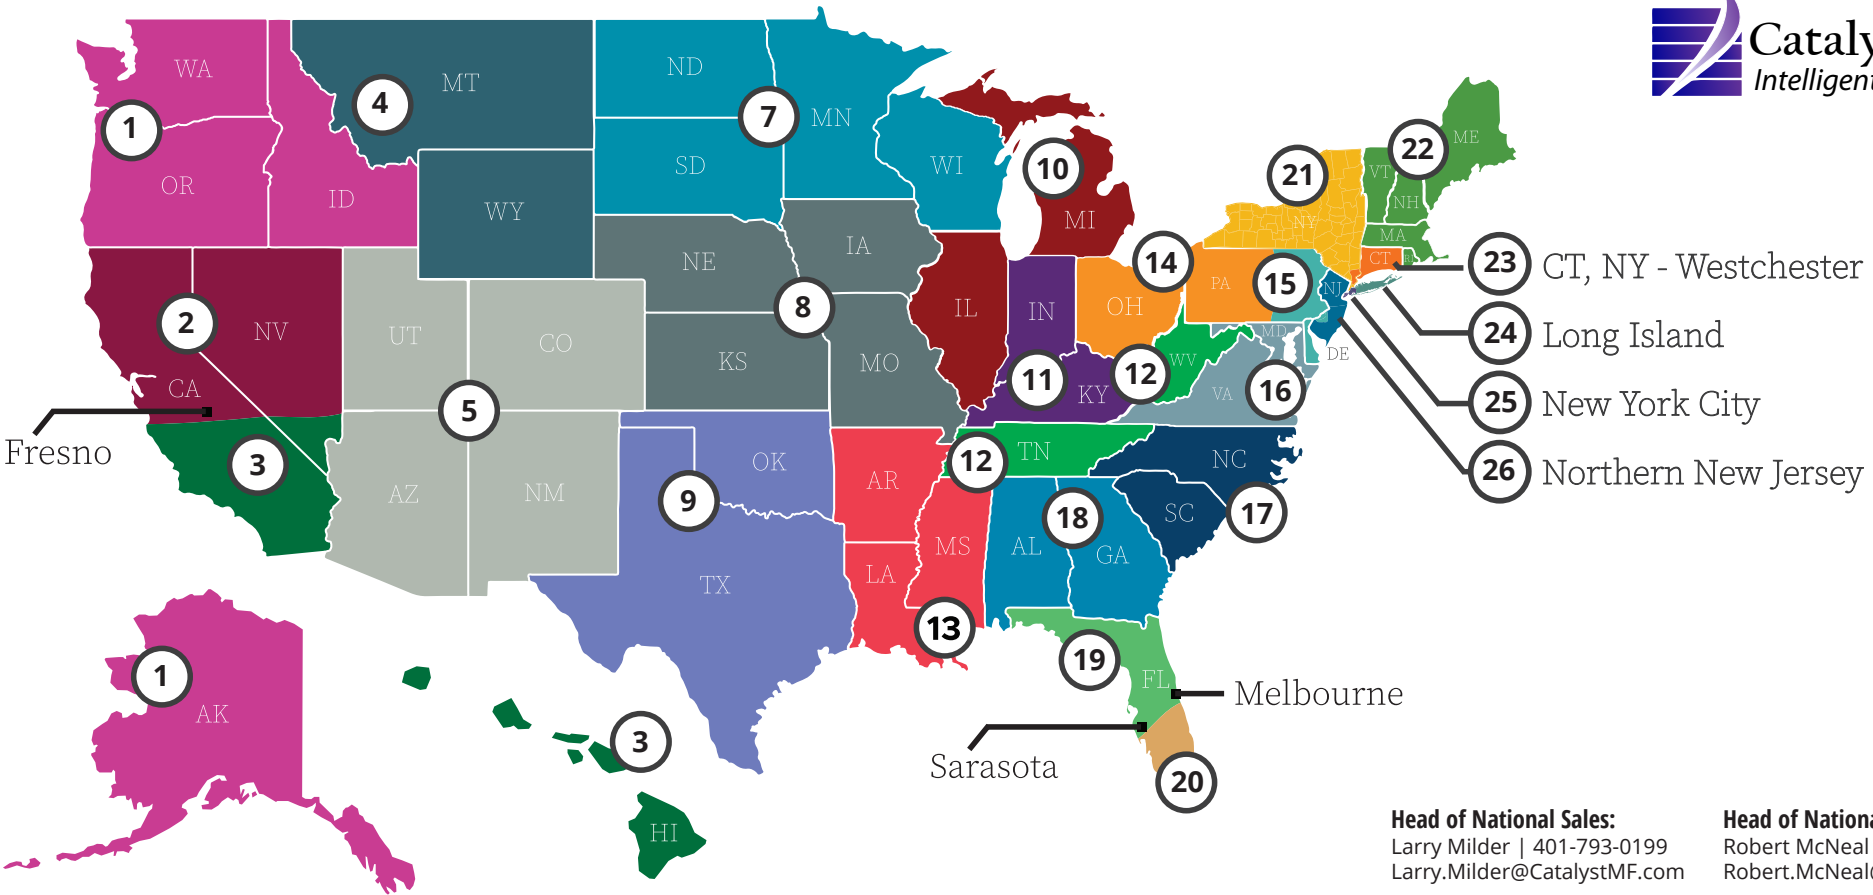 Cataly
Intelligent
WA
MT
ND
MN
4
7
1
OR
ID
WY
SD
WI
10
MI
21
22
ME
VT
NH
NY
MA
CT
RI
23 CT, NY - Westchester
IA
NE
14
PA
15
NJ
2
NV
UT
CO
8
IL
IN
OH
MD
24 Long Island
DE
CA
KS
MO
11
KY
12
WV
VA
16
5
25 New York City
Fresno
3
OK
12
TN
NC
26 Northern New Jersey
AZ
NM
9
AR
18
SC
17
MS
AL
GA
TX
LA
13
19
FL
Melbourne
1
AK
3
Sarasota
20
HI
Head of National Sales:
Larry Milder | 401-793-0199
Larry.Milder@CatalystMF.com
Head of Nationa
Robert McNeal
Robert.McNeal